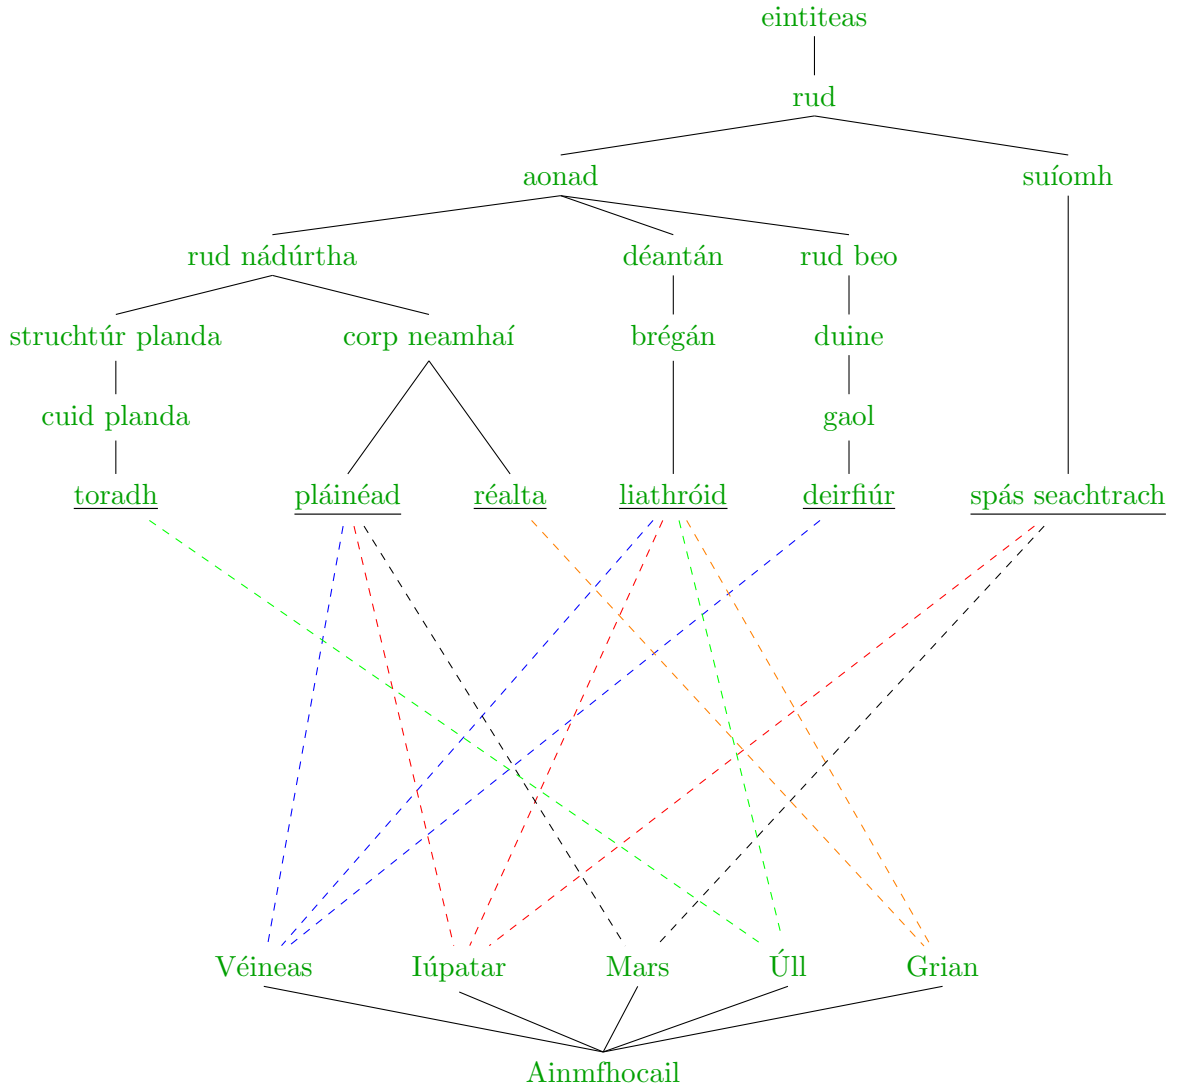 eintiteas
rud
aonad
suíomh
rud nádúrtha
déantán
rud beo
struchtúr planda
corp neamhaí
brégán
duine
cuid planda
gaol
toradh
pláinéad
réalta
liathróid
deirfiúr
spás seachtrach
Véineas
Iúpatar
Mars
Úll
Grian
Ainmfhocail